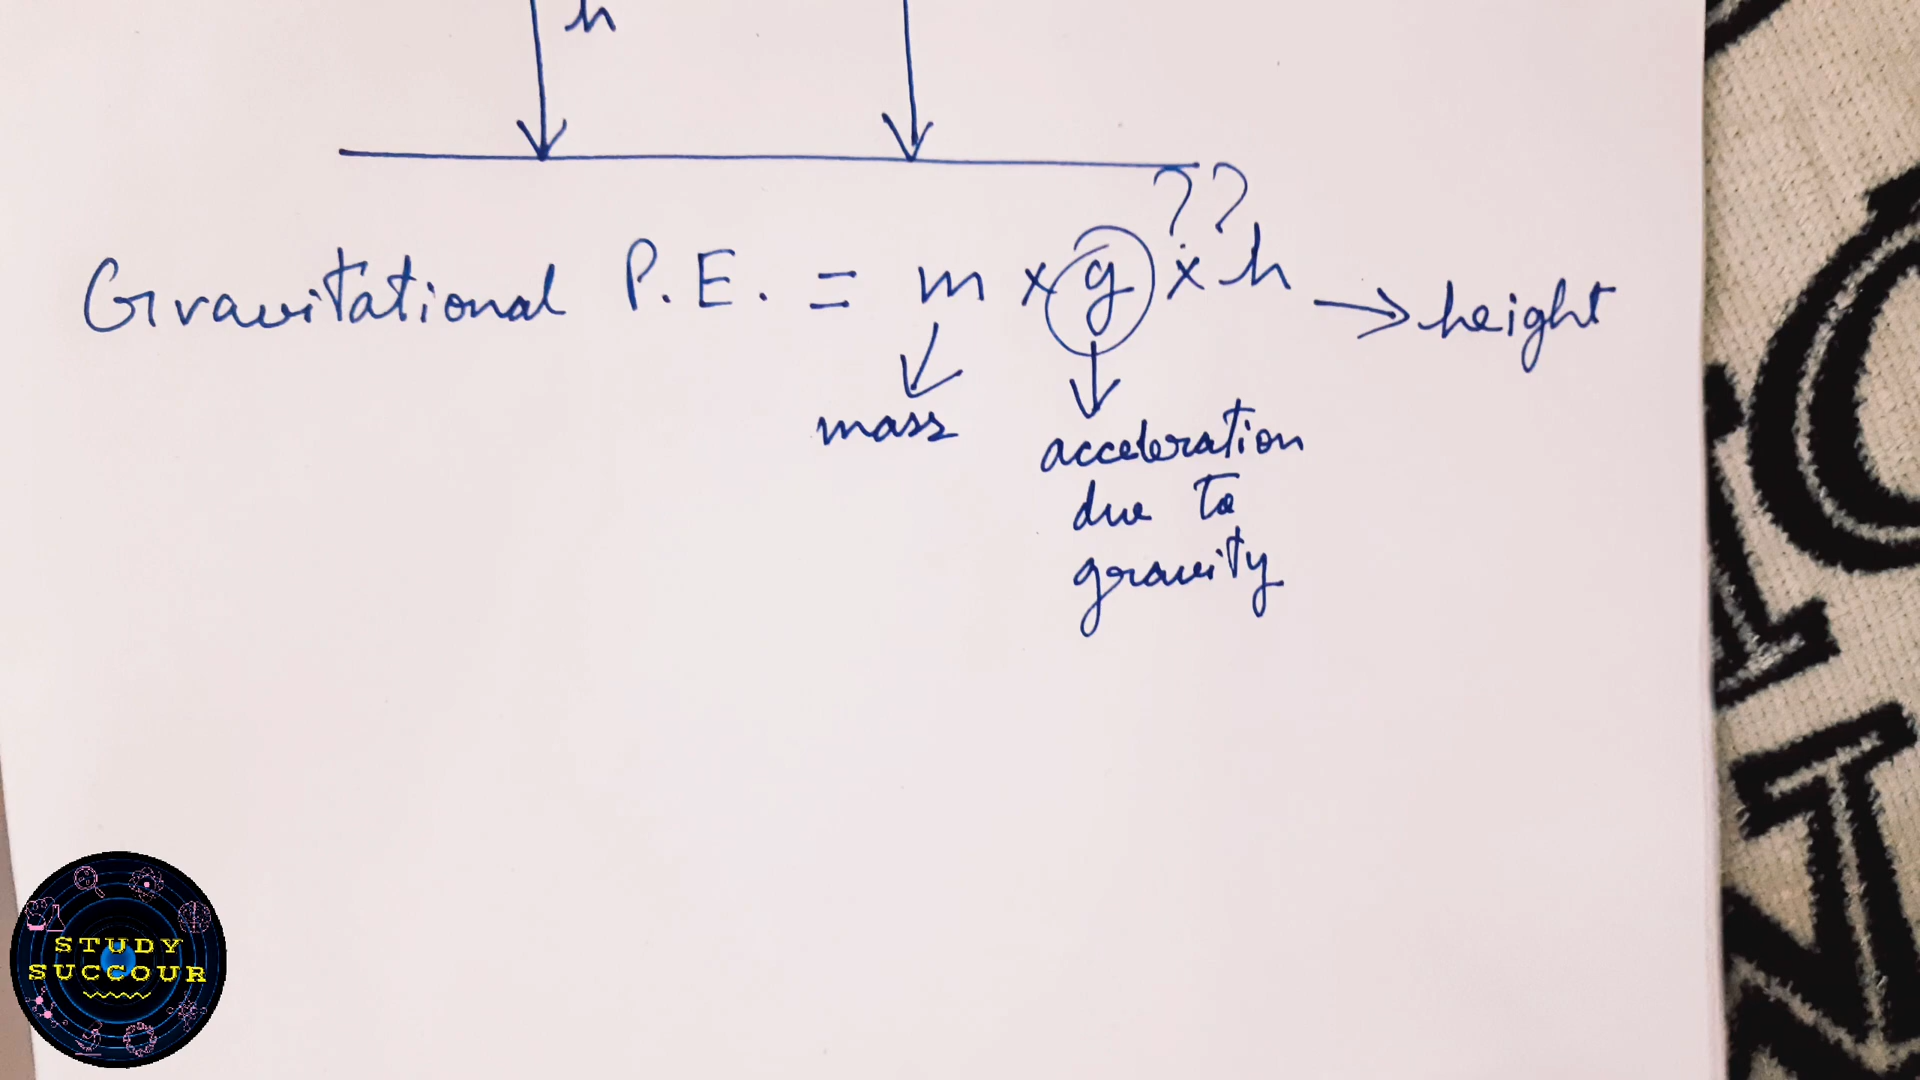 h
??
Gravitational P.E. = m × g × h → height
mass
acceleration
due to
gravity
STUDY
SUCCOUR